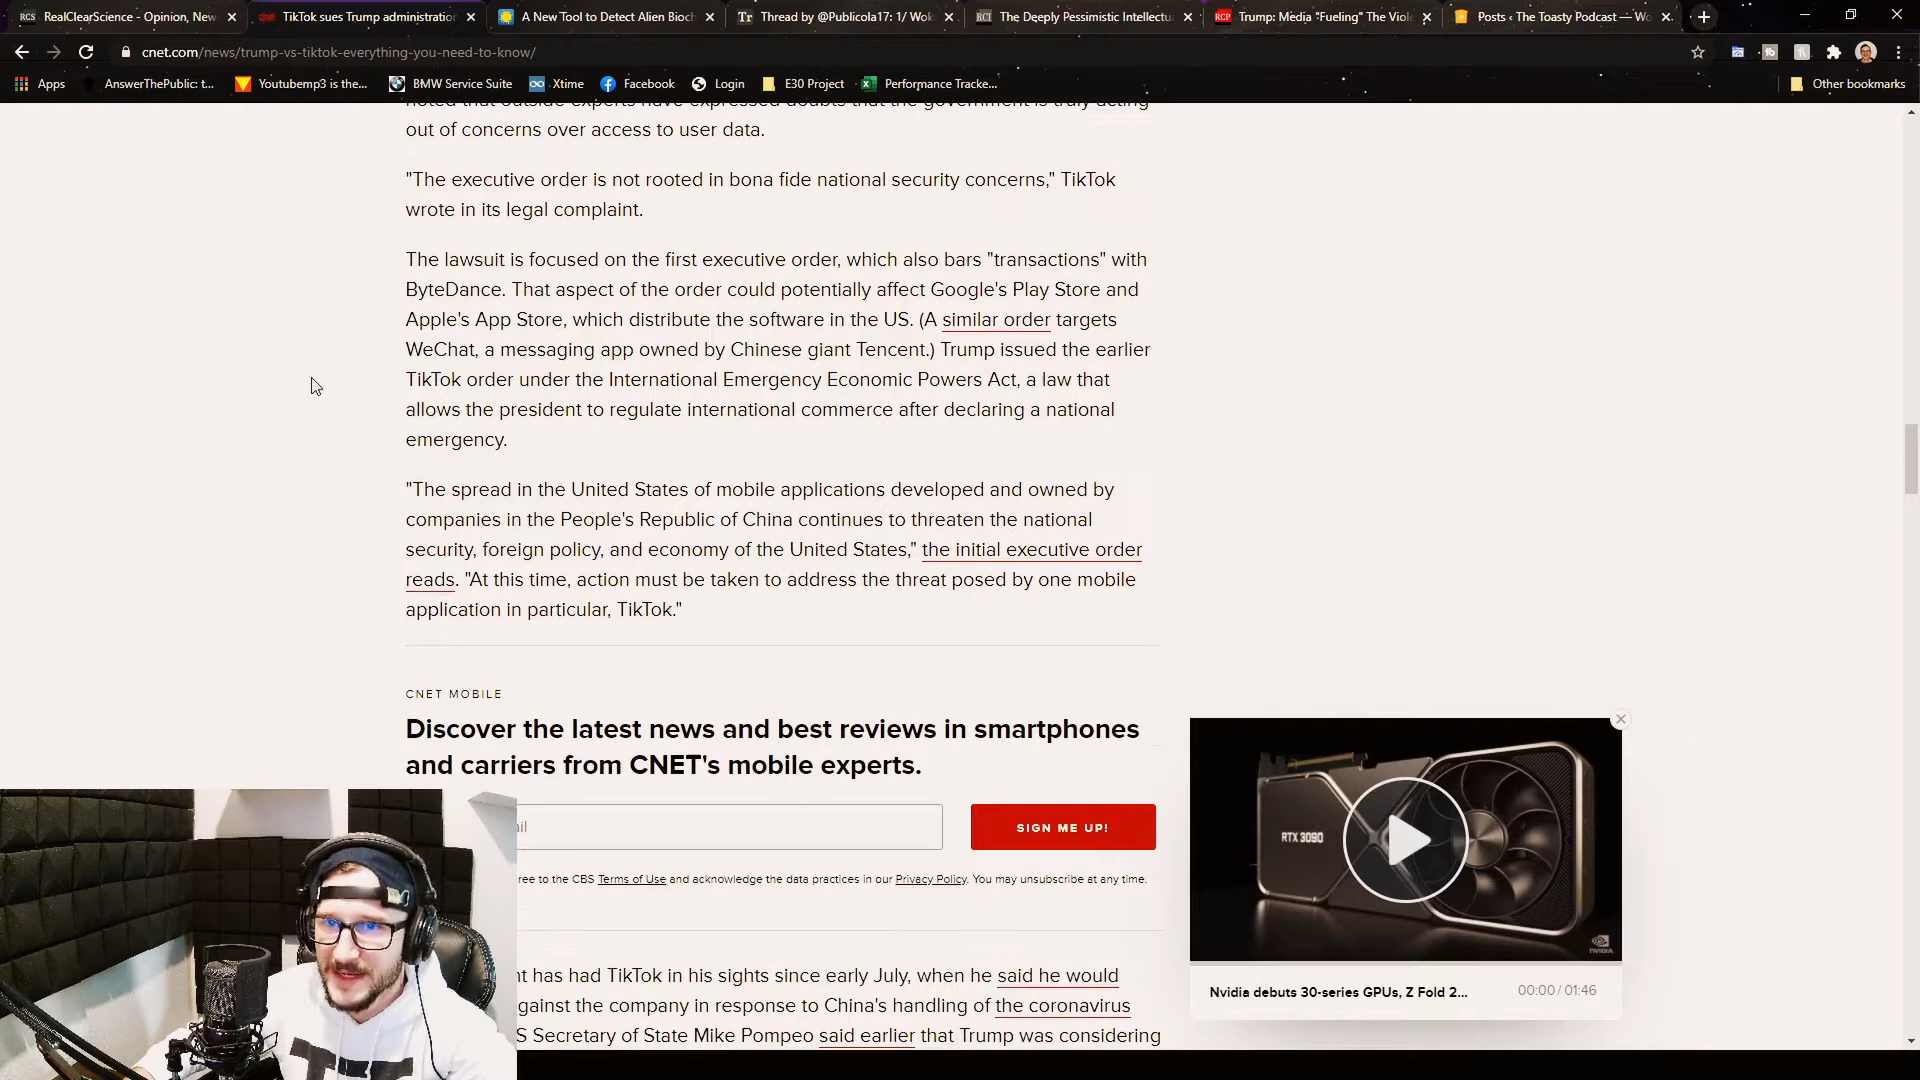 RealClearScience - Opinion, New
TikTok sues Trump administratio
A New Tool to Detect Alien Bioch
Thread by @Publicola17: 1/ Wok
The Deeply Pessimistic Intellectu
Trump: Media "Fueling" The Viol
Posts ‹ The Toasty Podcast — Wo
cnet.com/news/trump-vs-tiktok-everything-you-need-to-know/
Apps
AnswerThePublic: t...
Youtubemp3 is the...
BMW Service Suite
Xtime
Facebook
Login
E30 Project
Performance Tracke...
Other bookmarks
noted that outside experts have expressed doubts that the government is truly acting
out of concerns over access to user data.
"The executive order is not rooted in bona fide national security concerns," TikTok
wrote in its legal complaint.
The lawsuit is focused on the first executive order, which also bars "transactions" with
ByteDance. That aspect of the order could potentially affect Google's Play Store and
Apple's App Store, which distribute the software in the US. (A similar order targets
WeChat, a messaging app owned by Chinese giant Tencent.) Trump issued the earlier
TikTok order under the International Emergency Economic Powers Act, a law that
allows the president to regulate international commerce after declaring a national
emergency.
"The spread in the United States of mobile applications developed and owned by
companies in the People's Republic of China continues to threaten the national
security, foreign policy, and economy of the United States," the initial executive order
reads. "At this time, action must be taken to address the threat posed by one mobile
application in particular, TikTok."
CNET MOBILE
Discover the latest news and best reviews in smartphones
and carriers from CNET's mobile experts.
il
SIGN ME UP!
ree to the CBS Terms of Use and acknowledge the data practices in our Privacy Policy. You may unsubscribe at any time.
RTX 3090
NVIDIA
Nvidia debuts 30-series GPUs, Z Fold 2...
00:00 / 01:46
nt has had TikTok in his sights since early July, when he said he would
gainst the company in response to China's handling of the coronavirus
S Secretary of State Mike Pompeo said earlier that Trump was considering